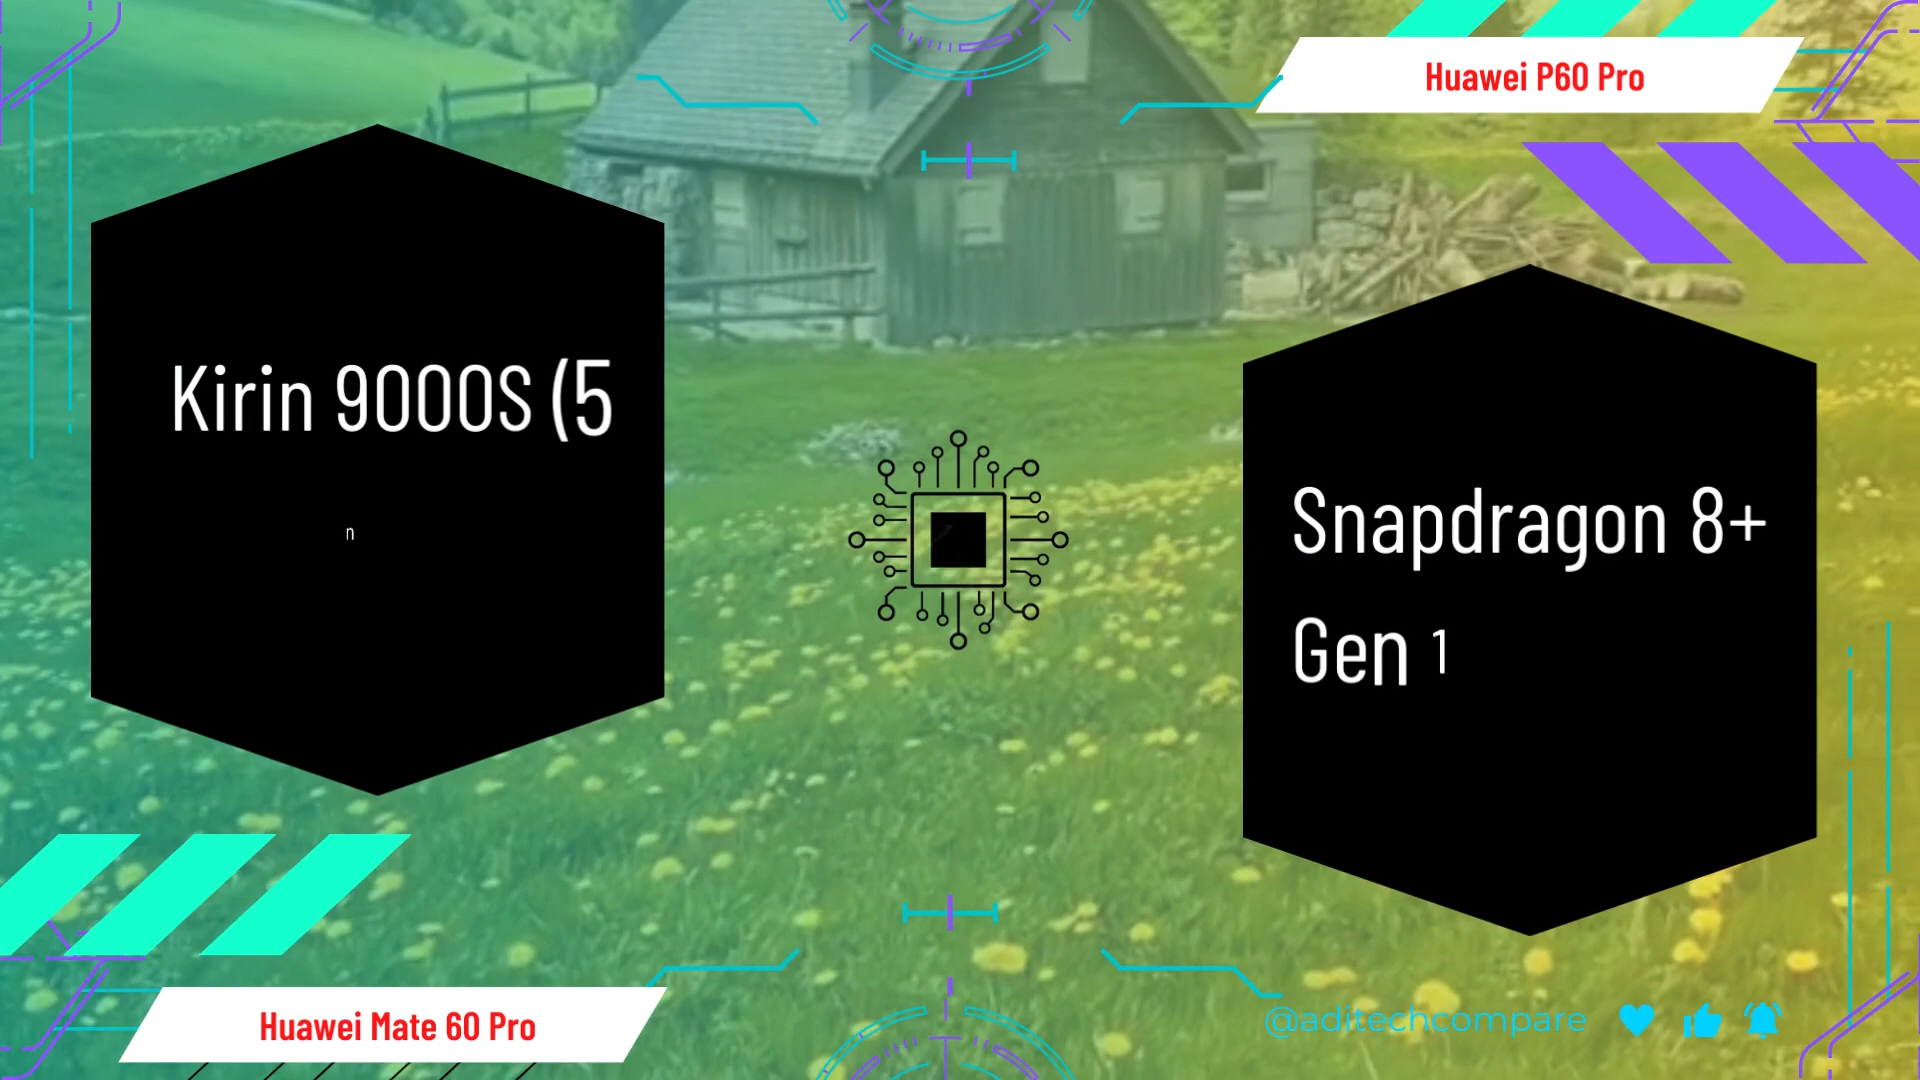 Huawei P60 Pro
Kirin 9000S (5
n
Snapdragon 8+
Gen 1
Huawei Mate 60 Pro
@aditechcompare